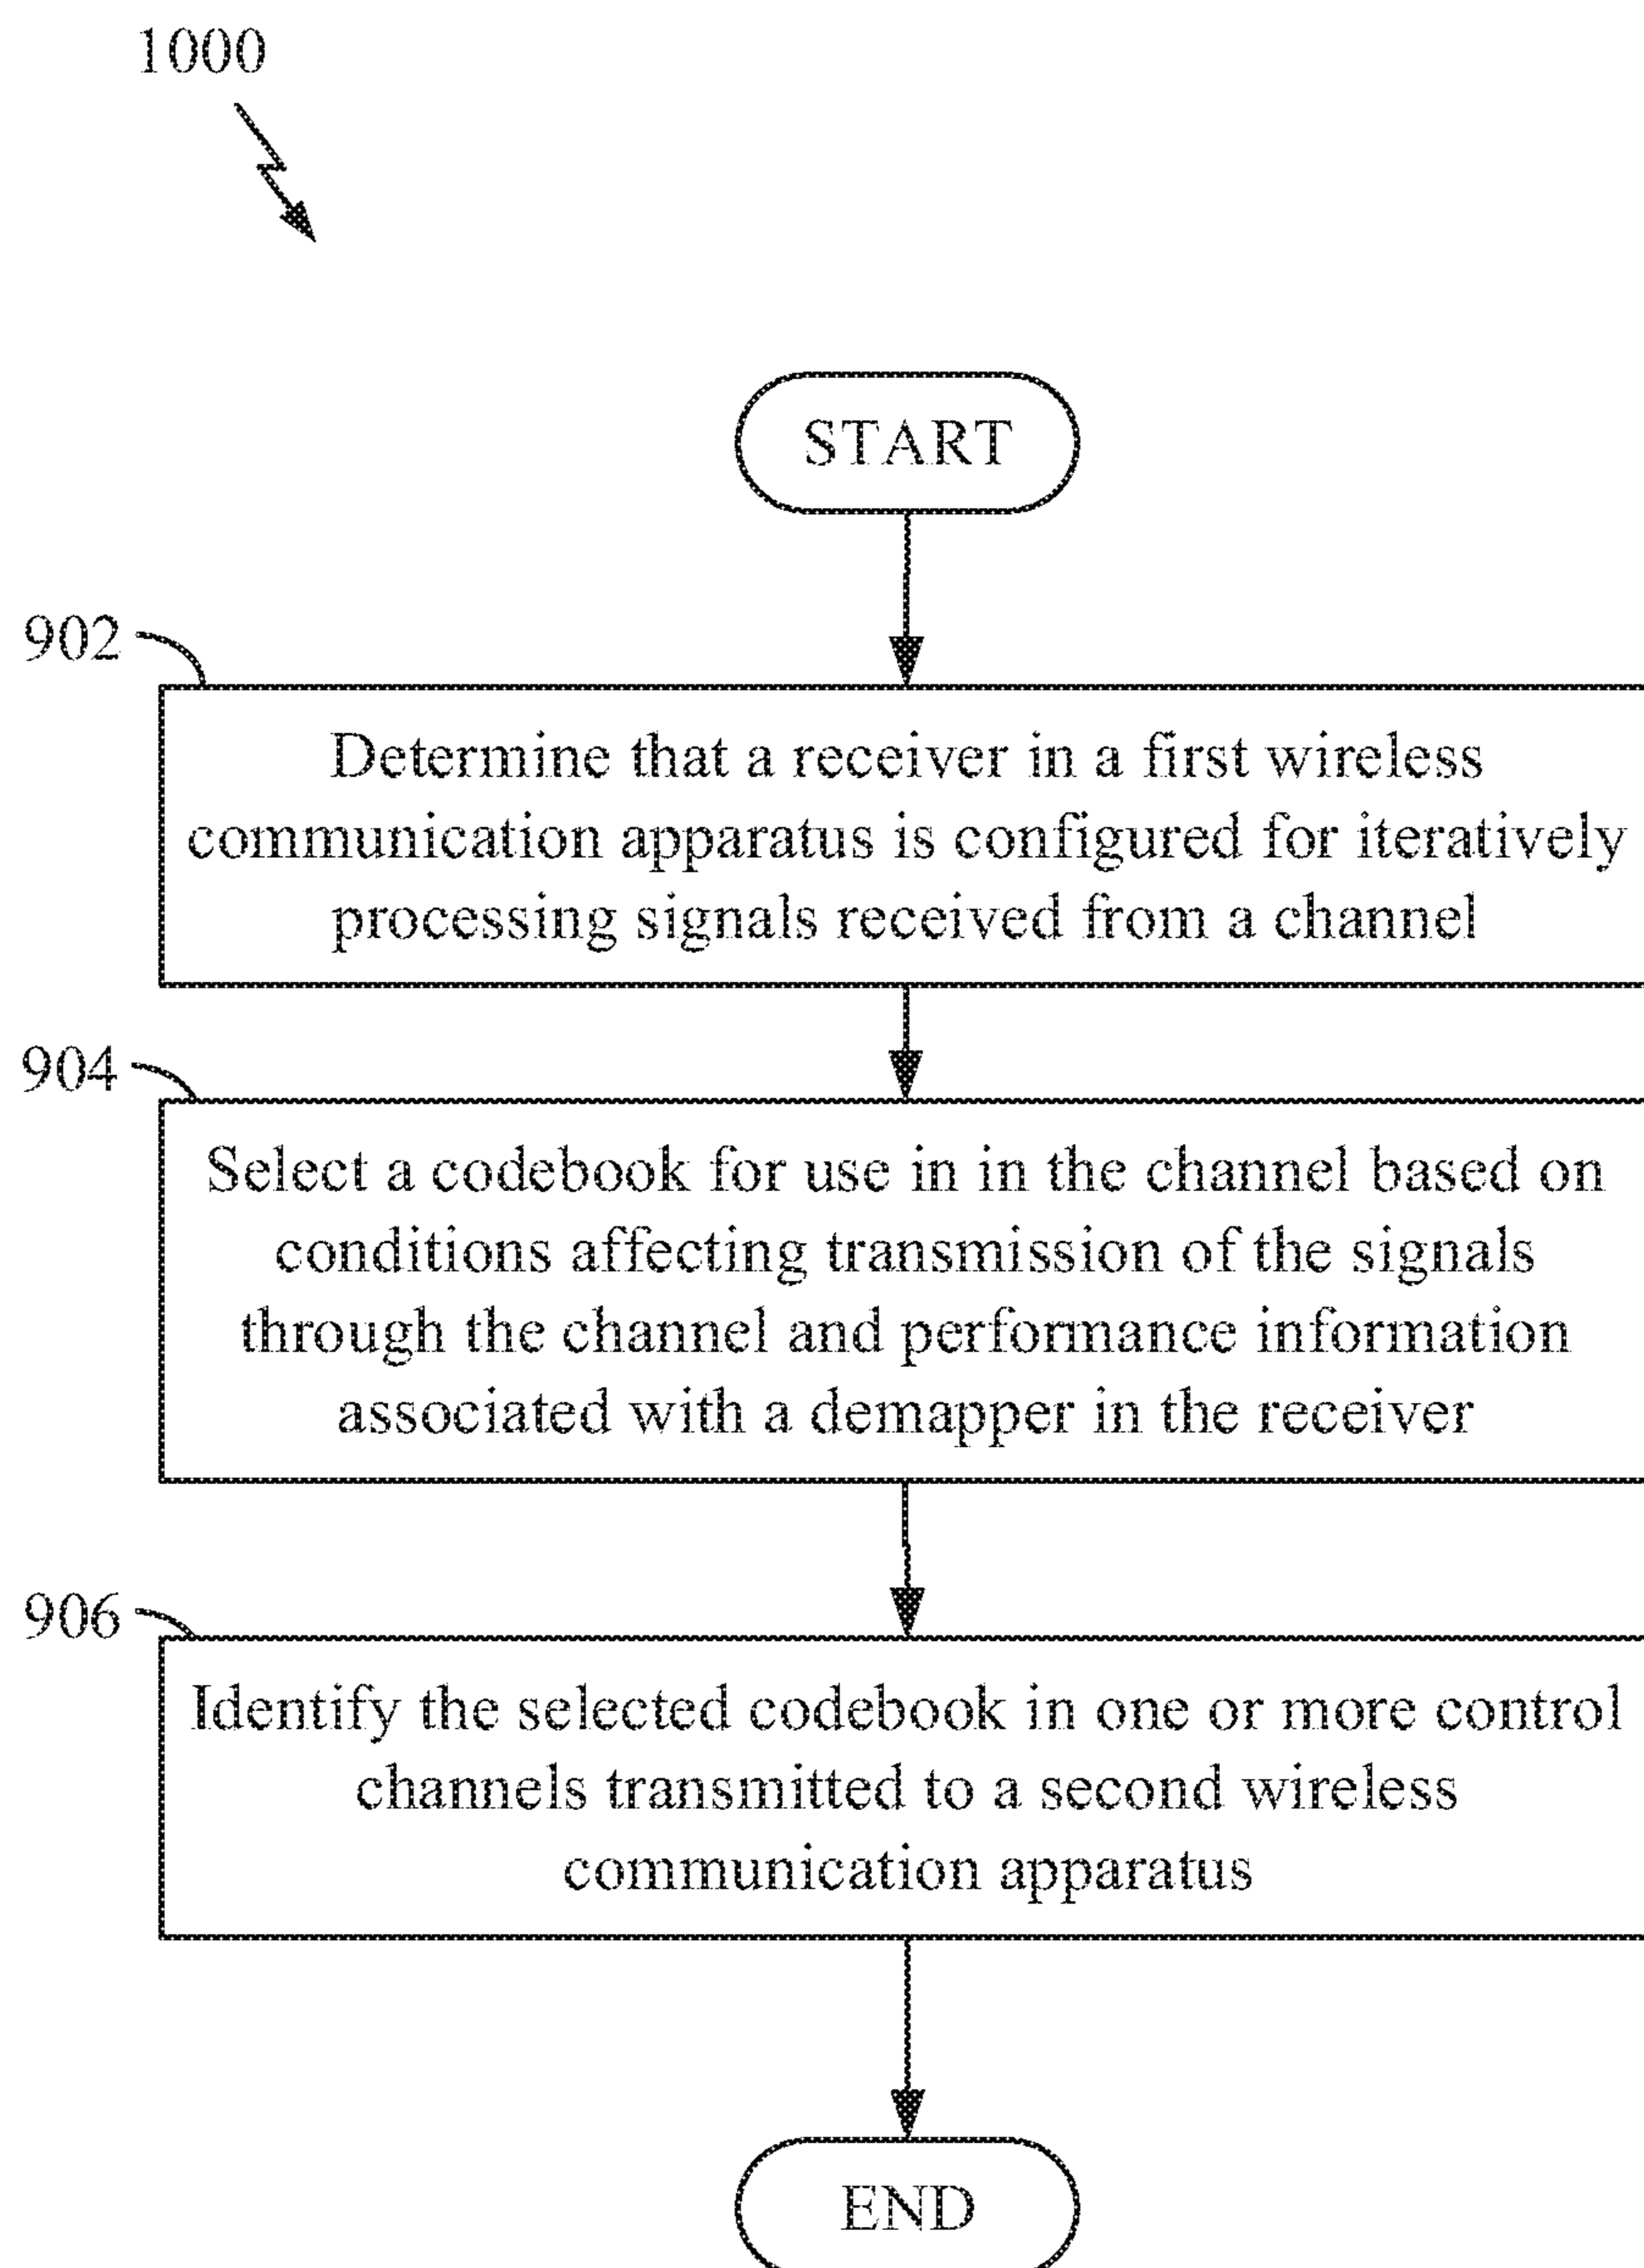 1000
START
902
Determine that a receiver in a first wireless
communication apparatus is configured for iteratively
processing signals received from a channel
904
Select a codebook for use in in the channel based on
conditions affecting transmission of the signals
through the channel and performance information
associated with a demapper in the receiver
906
Identify the selected codebook in one or more control
channels transmitted to a second wireless
communication apparatus
END